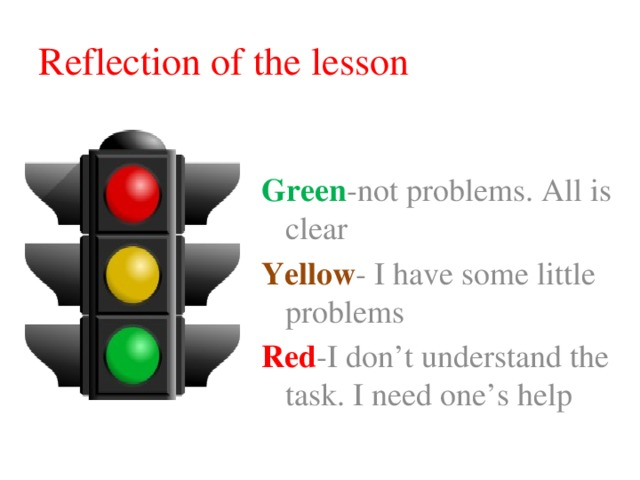 Reflection of the lesson
Green-not problems. All is
clear
Yellow- I have some little
problems
Red-I don’t understand the
task. I need one’s help